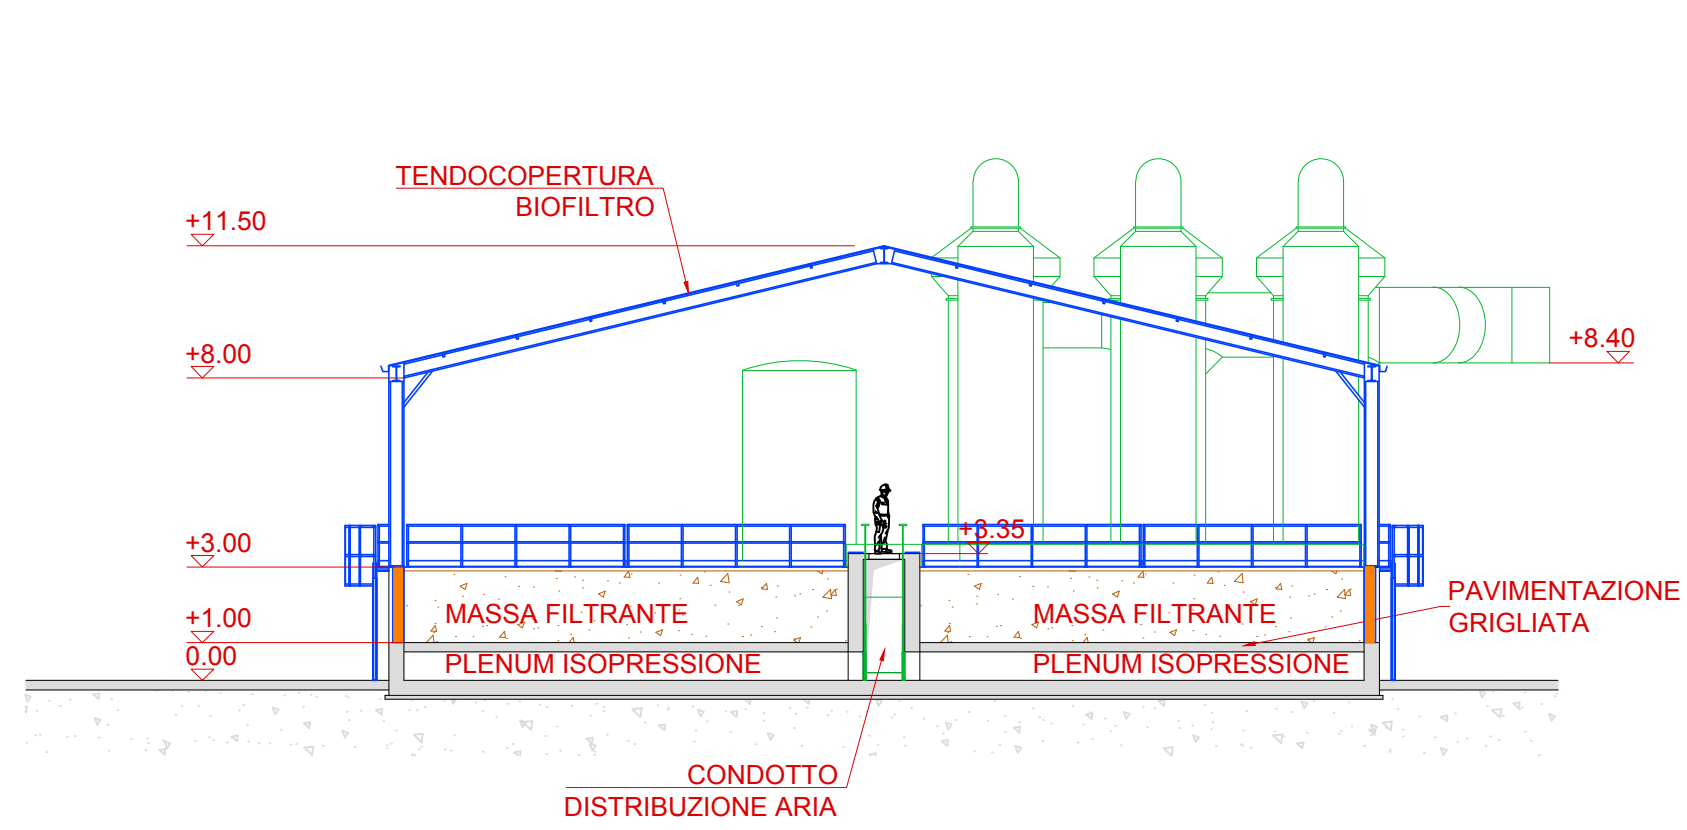 TENDOCOPERTURA
BIOFILTRO
+11.50
+8.00
+8.40
+3.00
+3.35
MASSA FILTRANTE
MASSA FILTRANTE
PAVIMENTAZIONE
GRIGLIATA
+1.00
0.00
PLENUM ISOPRESSIONE
PLENUM ISOPRESSIONE
CONDOTTO
DISTRIBUZIONE ARIA